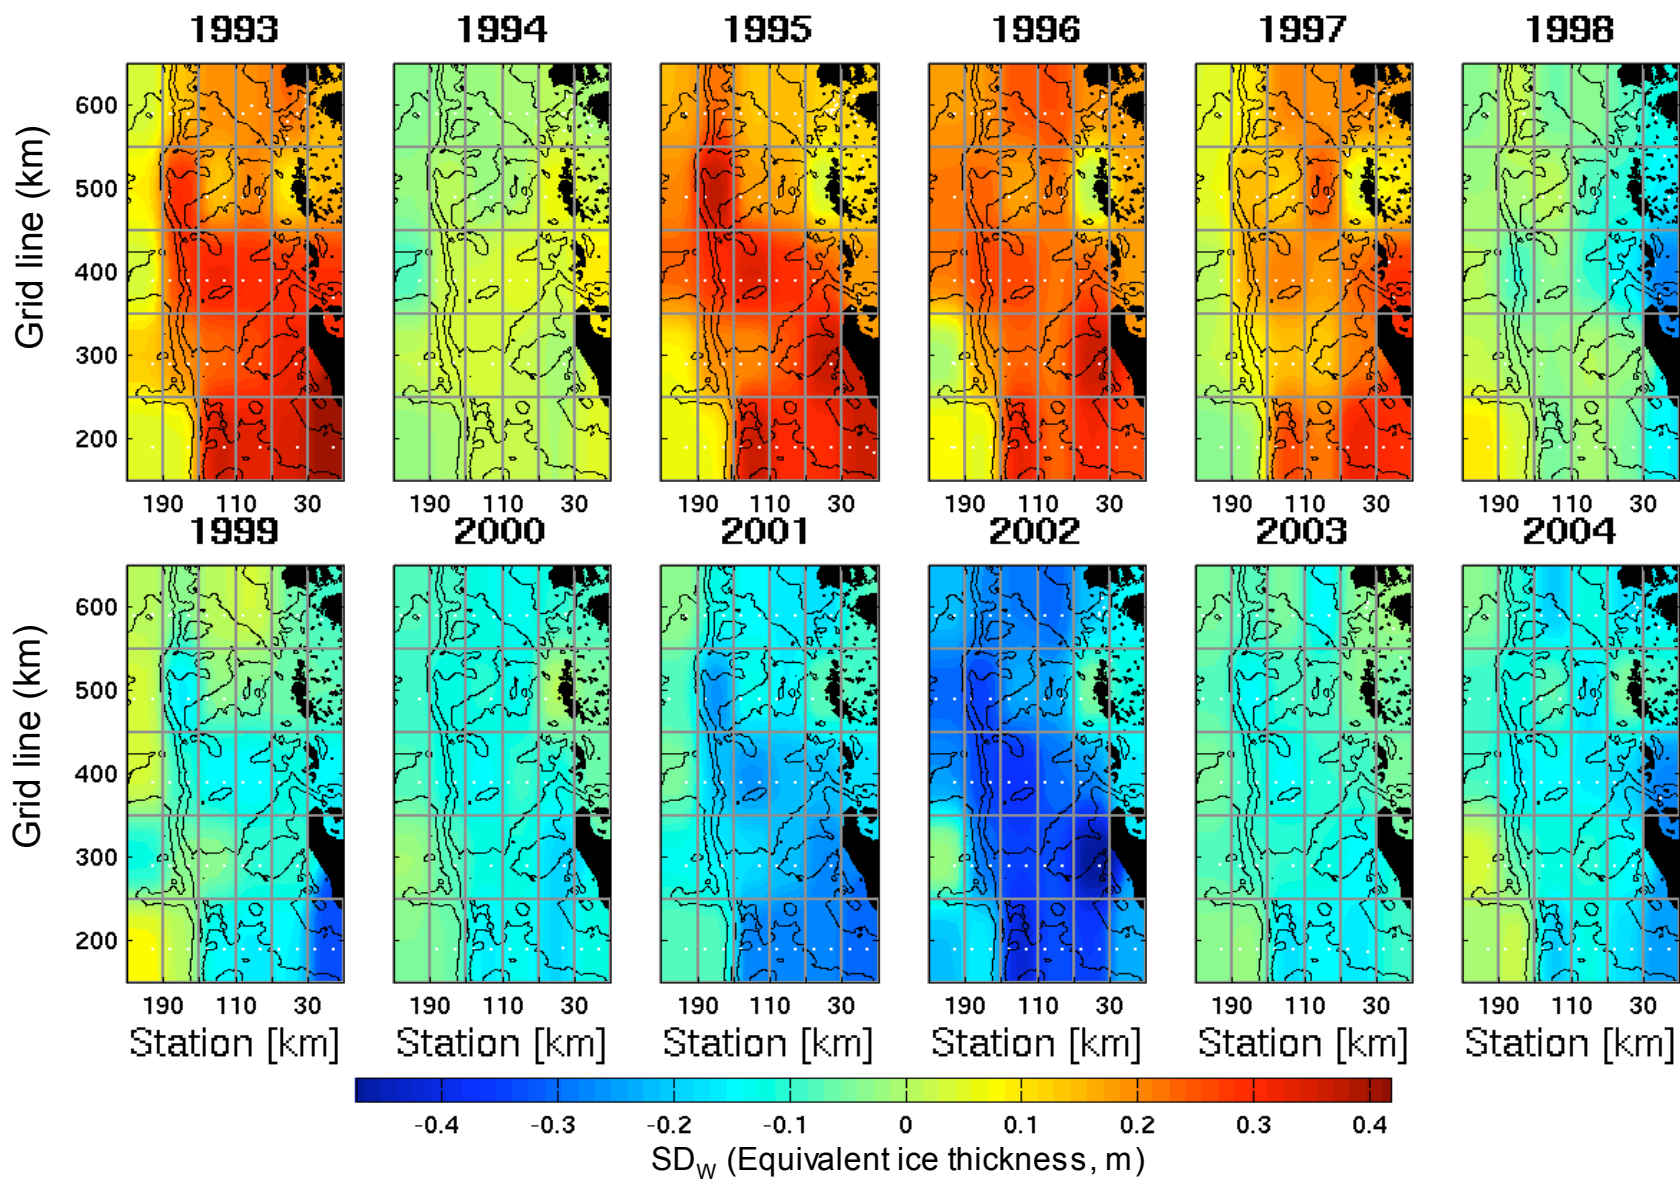 1993 1994 1995 1996 1997 1998
Grid line (km)
600
500
400
300
200
190 110 30 190 110 30 190 110 30 190 110 30 190 110 30 190 110 30
1999 2000 2001 2002 2003 2004
Grid line (km)
600
500
400
300
200
190 110 30 190 110 30 190 110 30 190 110 30 190 110 30 190 110 30
Station [km] Station [km] Station [km] Station [km] Station [km] Station [km]
-0.4 -0.3 -0.2 -0.1 0 0.1 0.2 0.3 0.4
SD_W (Equivalent ice thickness, m)